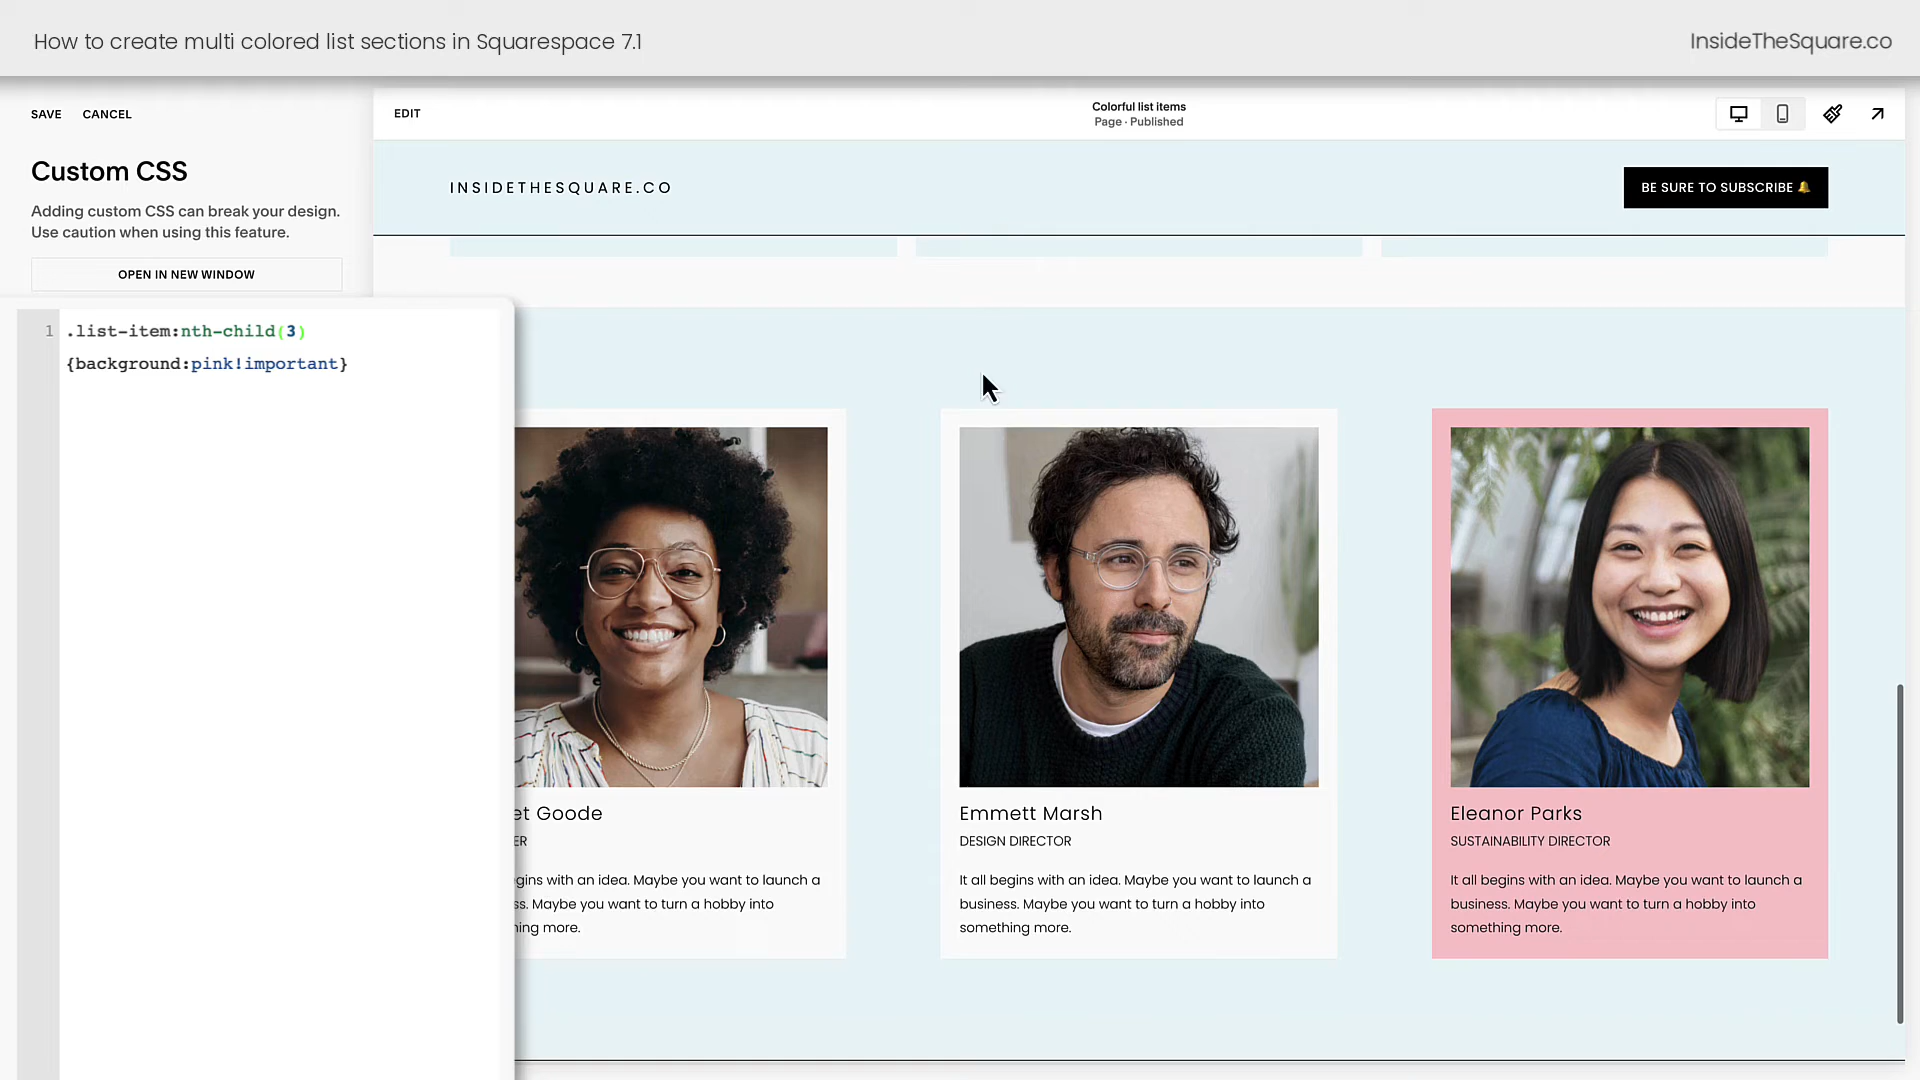 How to create multi colored list sections in Squarespace 7.1
InsideTheSquare.co
SAVE CANCEL
EDIT
Colorful list items
Page · Published
Custom CSS
Adding custom CSS can break your design.
Use caution when using this feature.
OPEN IN NEW WINDOW
INSIDETHESQUARE.CO
BE SURE TO SUBSCRIBE 🔔
1 .list-item:nth-child(3)
{background:pink!important}
et Goode
ER
gins with an idea. Maybe you want to launch a
ss. Maybe you want to turn a hobby into
ning more.
Emmett Marsh
DESIGN DIRECTOR
It all begins with an idea. Maybe you want to launch a
business. Maybe you want to turn a hobby into
something more.
Eleanor Parks
SUSTAINABILITY DIRECTOR
It all begins with an idea. Maybe you want to launch a
business. Maybe you want to turn a hobby into
something more.